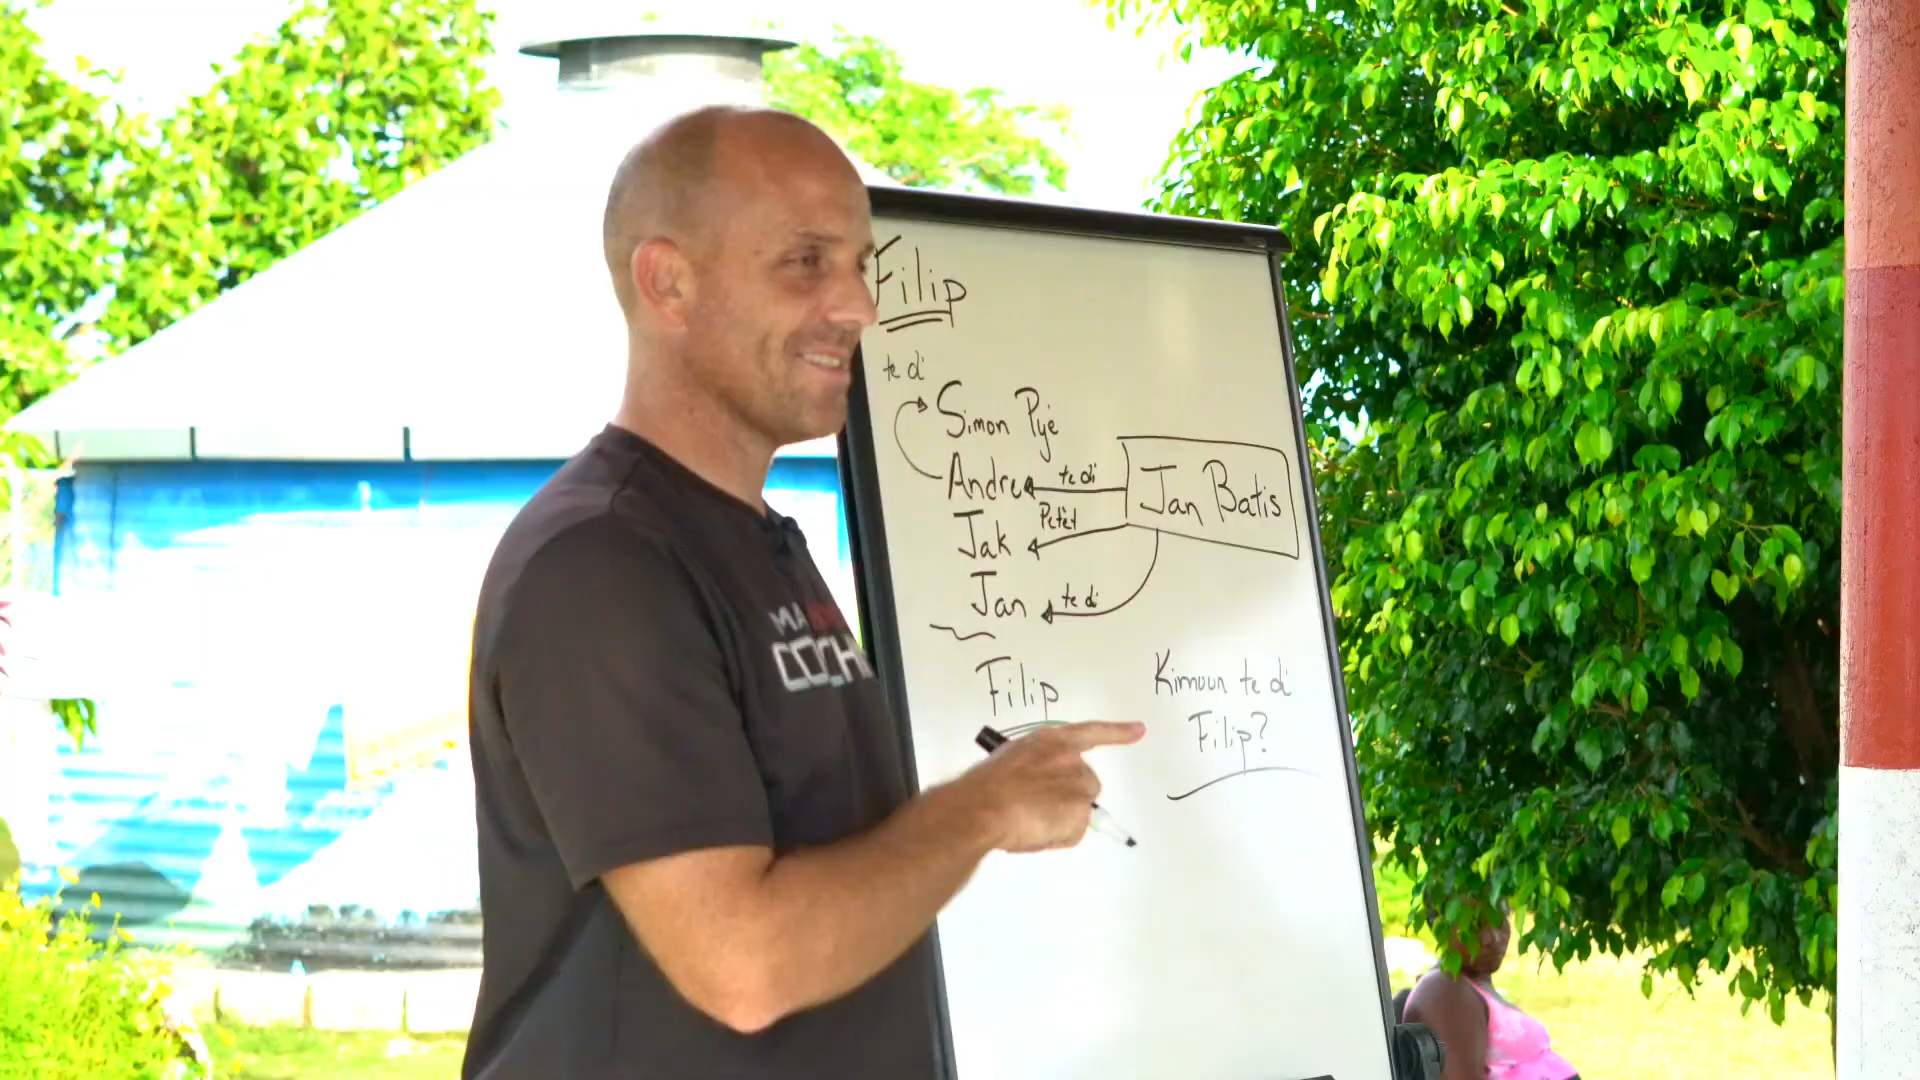 Filip
te di
Simon Pyè
Andre te di Jan Batis
Jak Petèt
Jan te di
Filip
Kimoun te di
Filip?